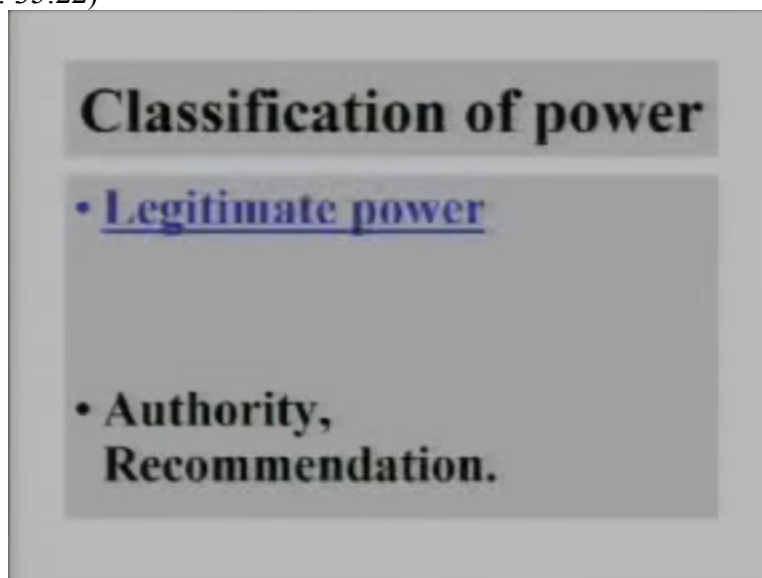 Classification of power
• Legitimate power
• Authority,
Recommendation.